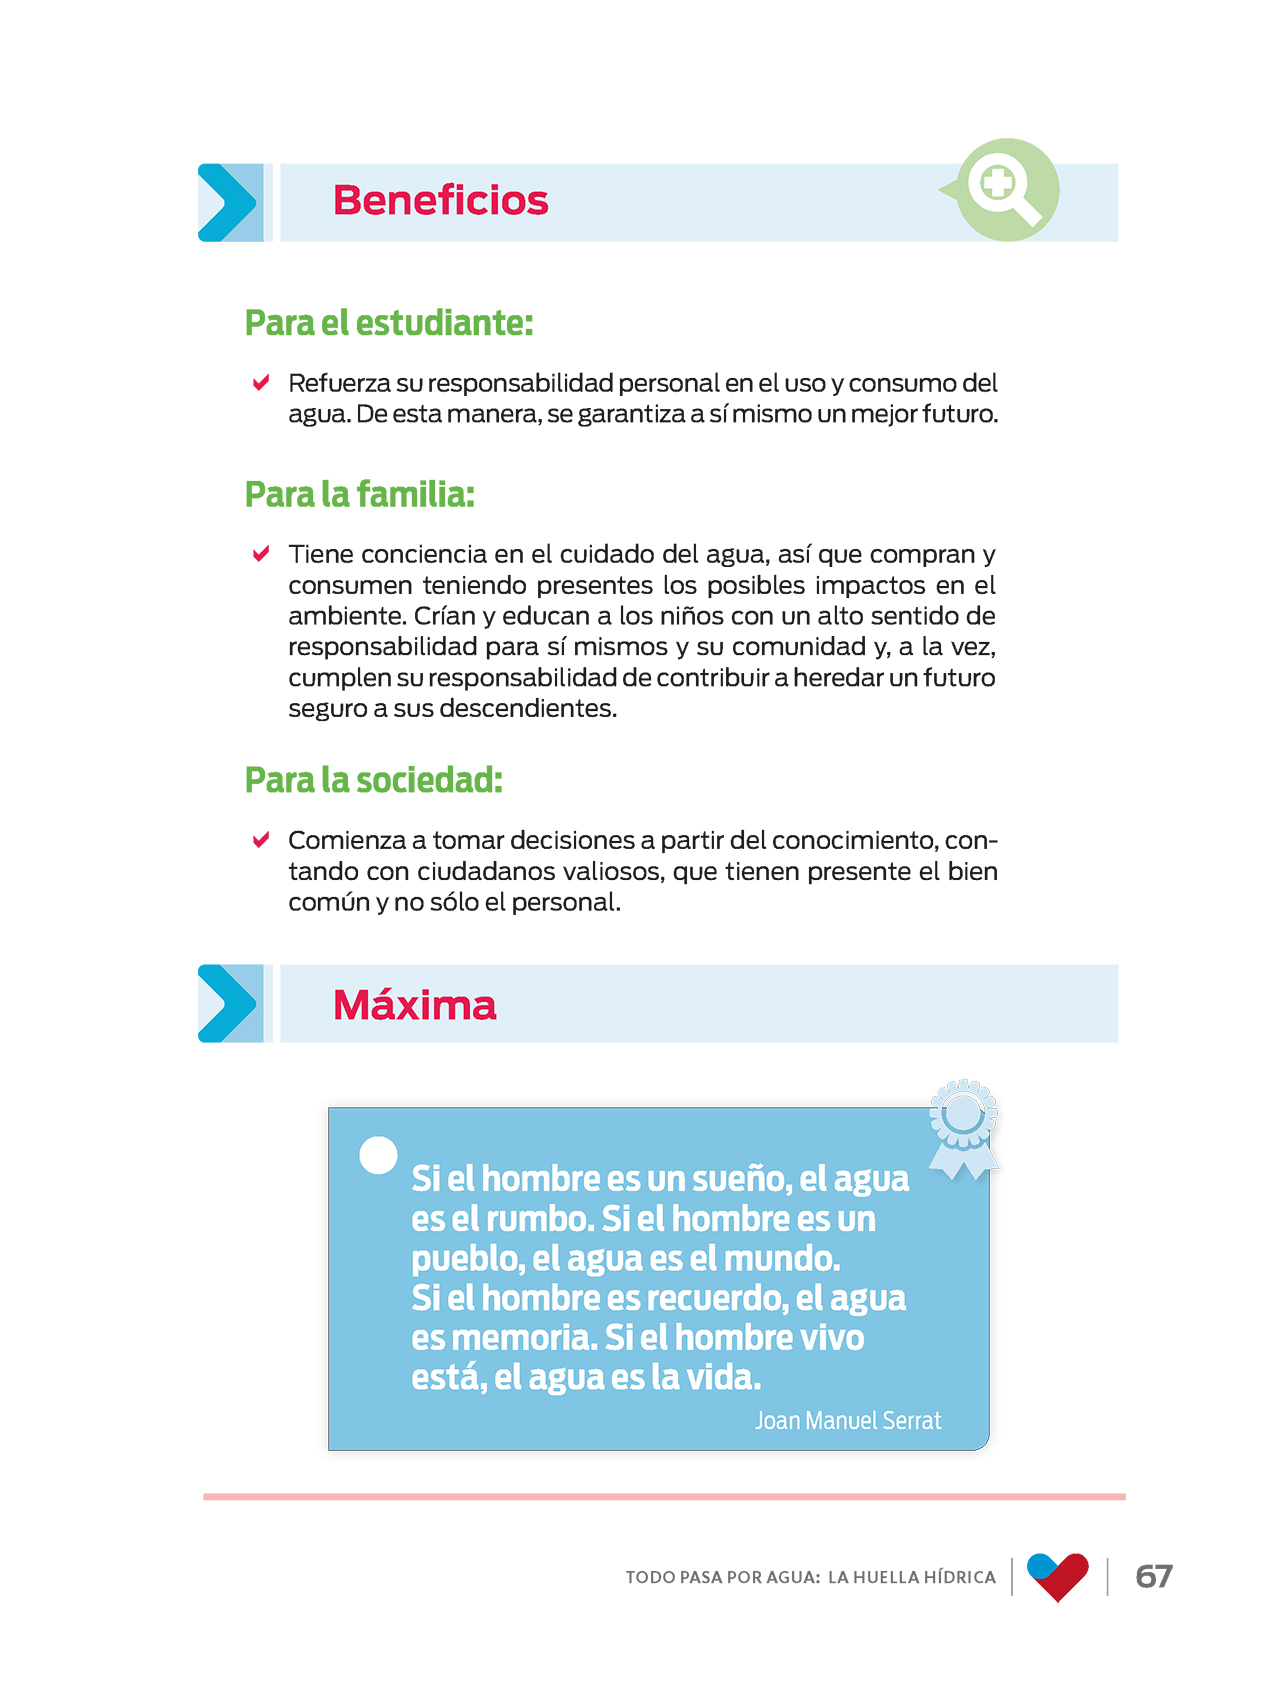 Beneficios
Para el estudiante:
Refuerza su responsabilidad personal en el uso y consumo del
agua. De esta manera, se garantiza a sí mismo un mejor futuro.
Para la familia:
Tiene conciencia en el cuidado del agua, así que compran y
consumen teniendo presentes los posibles impactos en el
ambiente. Crían y educan a los niños con un alto sentido de
responsabilidad para sí mismos y su comunidad y, a la vez,
cumplen su responsabilidad de contribuir a heredar un futuro
seguro a sus descendientes.
Para la sociedad:
Comienza a tomar decisiones a partir del conocimiento, con-
tando con ciudadanos valiosos, que tienen presente el bien
común y no sólo el personal.
Máxima
Si el hombre es un sueño, el agua
es el rumbo. Si el hombre es un
pueblo, el agua es el mundo.
Si el hombre es recuerdo, el agua
es memoria. Si el hombre vivo
está, el agua es la vida.
Joan Manuel Serrat
TODO PASA POR AGUA: LA HUELLA HÍDRICA
67